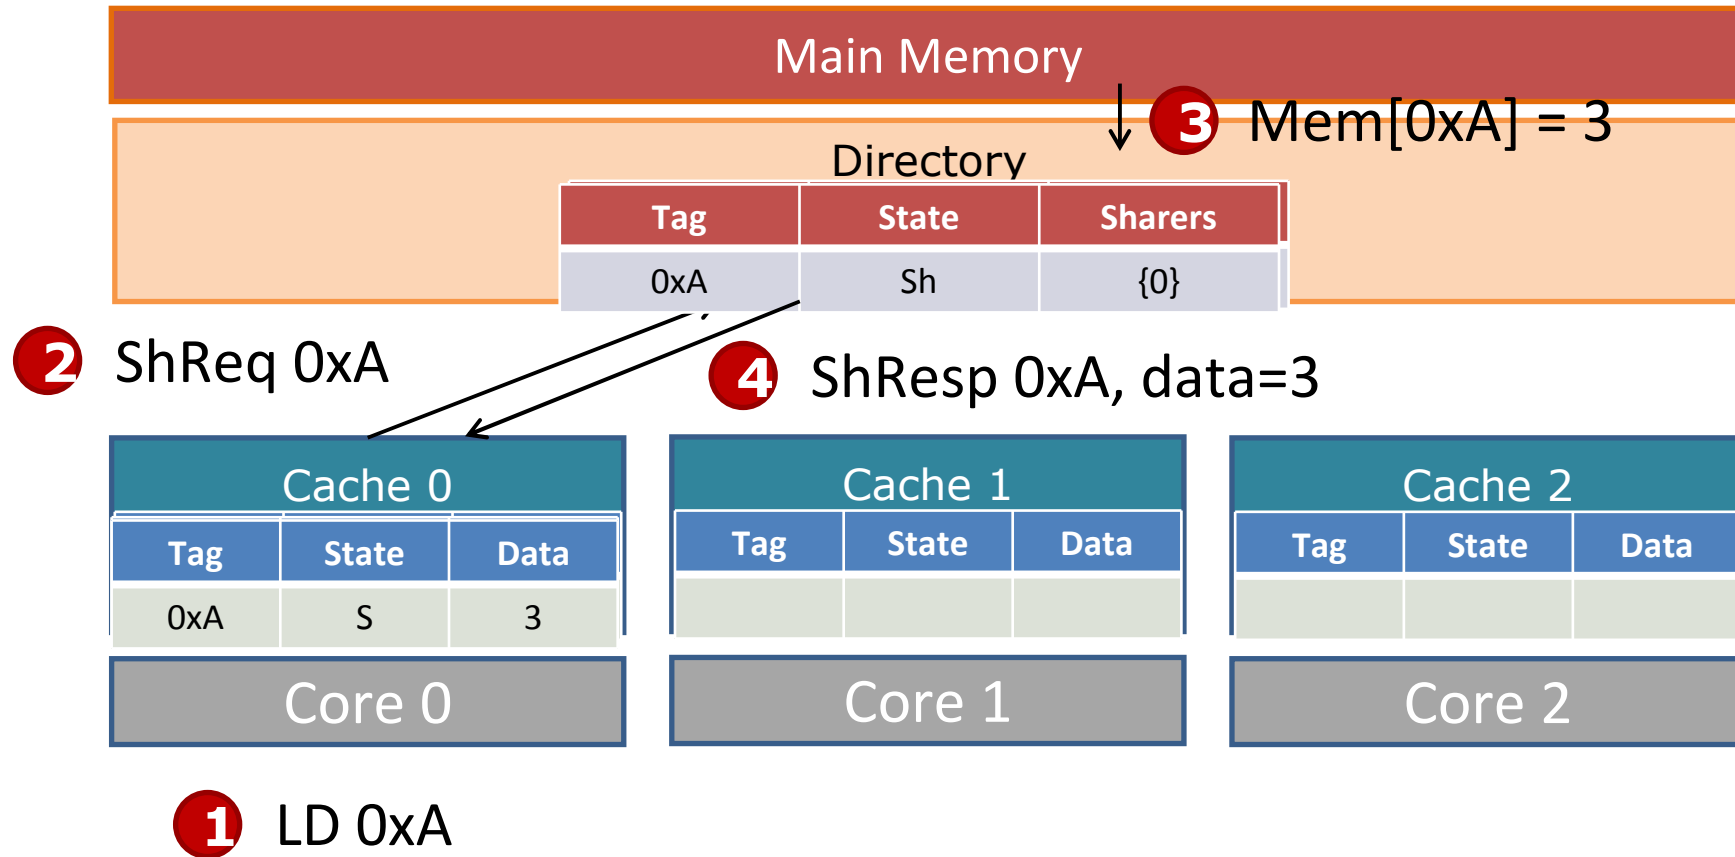 Main Memory
3 Mem[0xA] = 3
Directory
Tag State Sharers
0xA Sh {0}
2 ShReq 0xA
4 ShResp 0xA, data=3
Cache 0 Cache 1 Cache 2
Tag State Data Tag State Data Tag State Data
0xA S 3
Core 0 Core 1 Core 2
1 LD 0xA